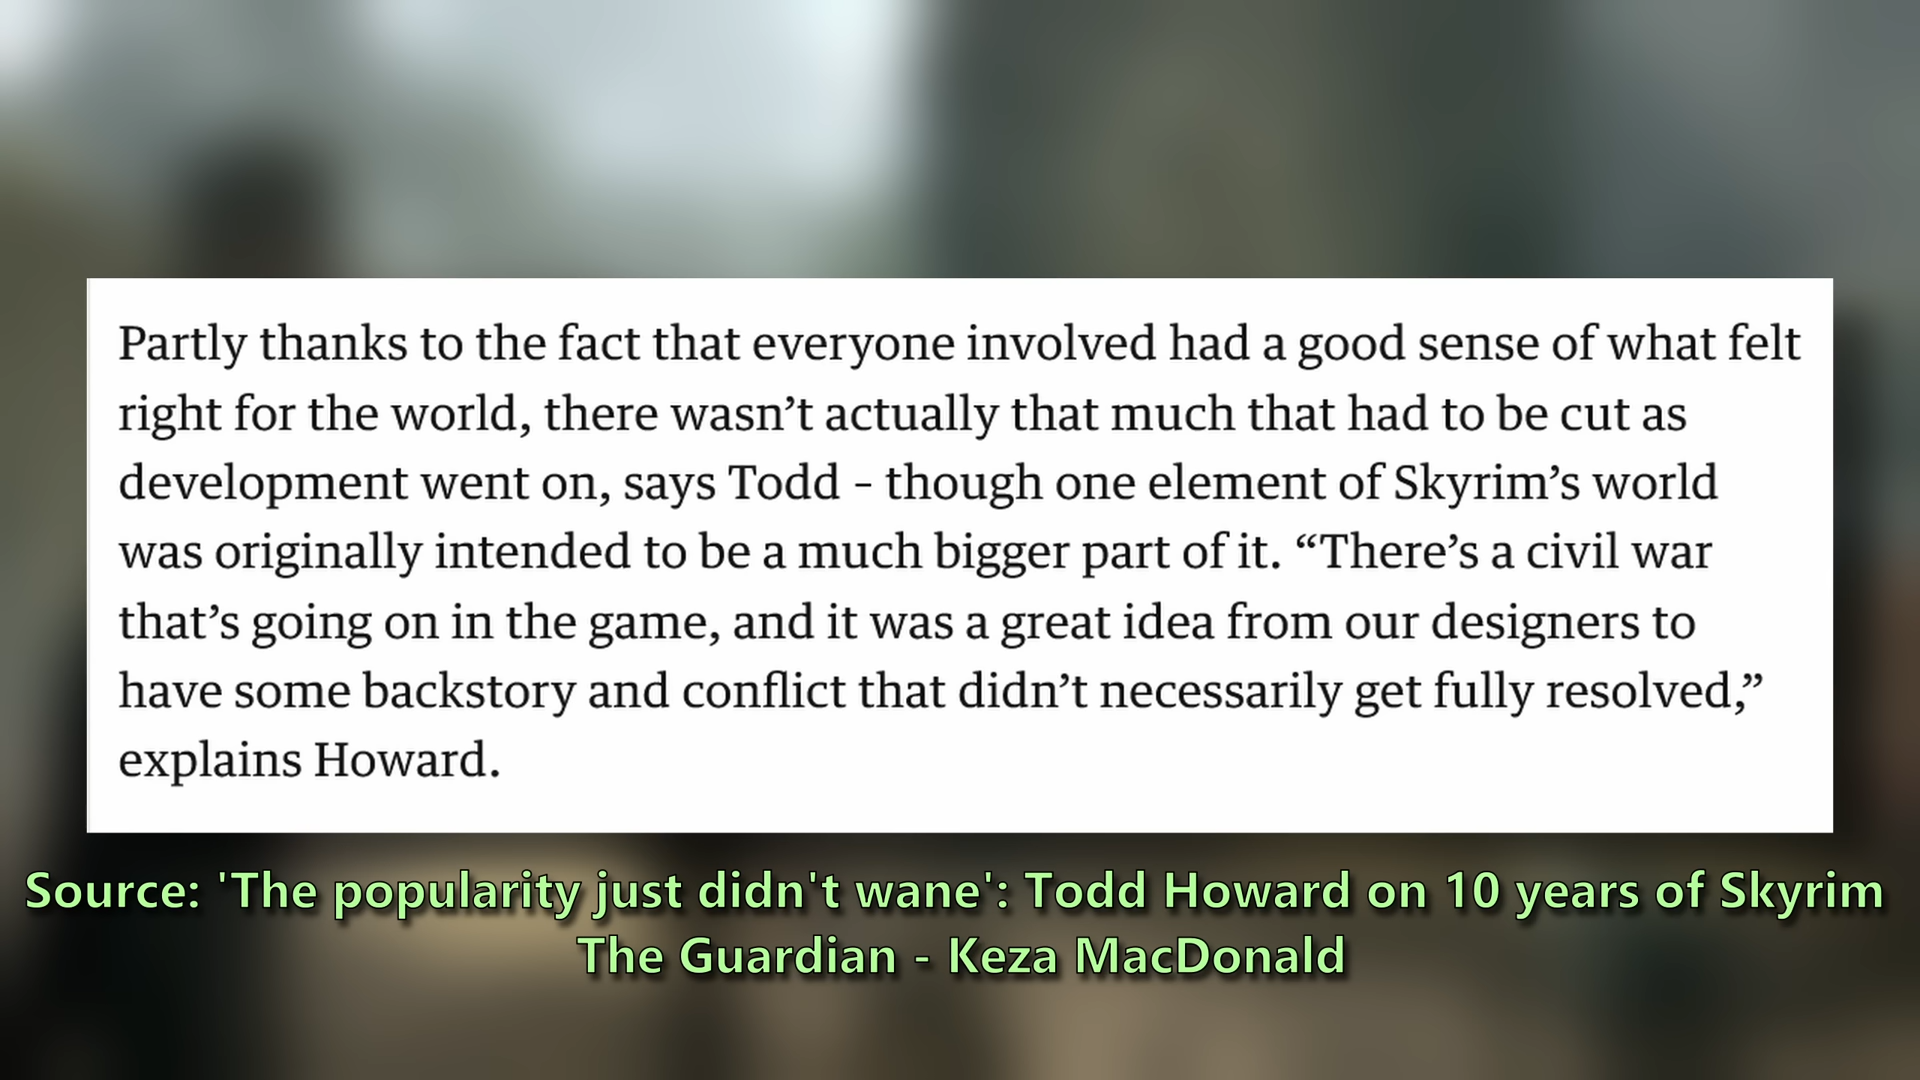 Partly thanks to the fact that everyone involved had a good sense of what felt
right for the world, there wasn’t actually that much that had to be cut as
development went on, says Todd – though one element of Skyrim’s world
was originally intended to be a much bigger part of it. “There’s a civil war
that’s going on in the game, and it was a great idea from our designers to
have some backstory and conflict that didn’t necessarily get fully resolved,”
explains Howard.
Source: 'The popularity just didn't wane': Todd Howard on 10 years of Skyrim
The Guardian - Keza MacDonald